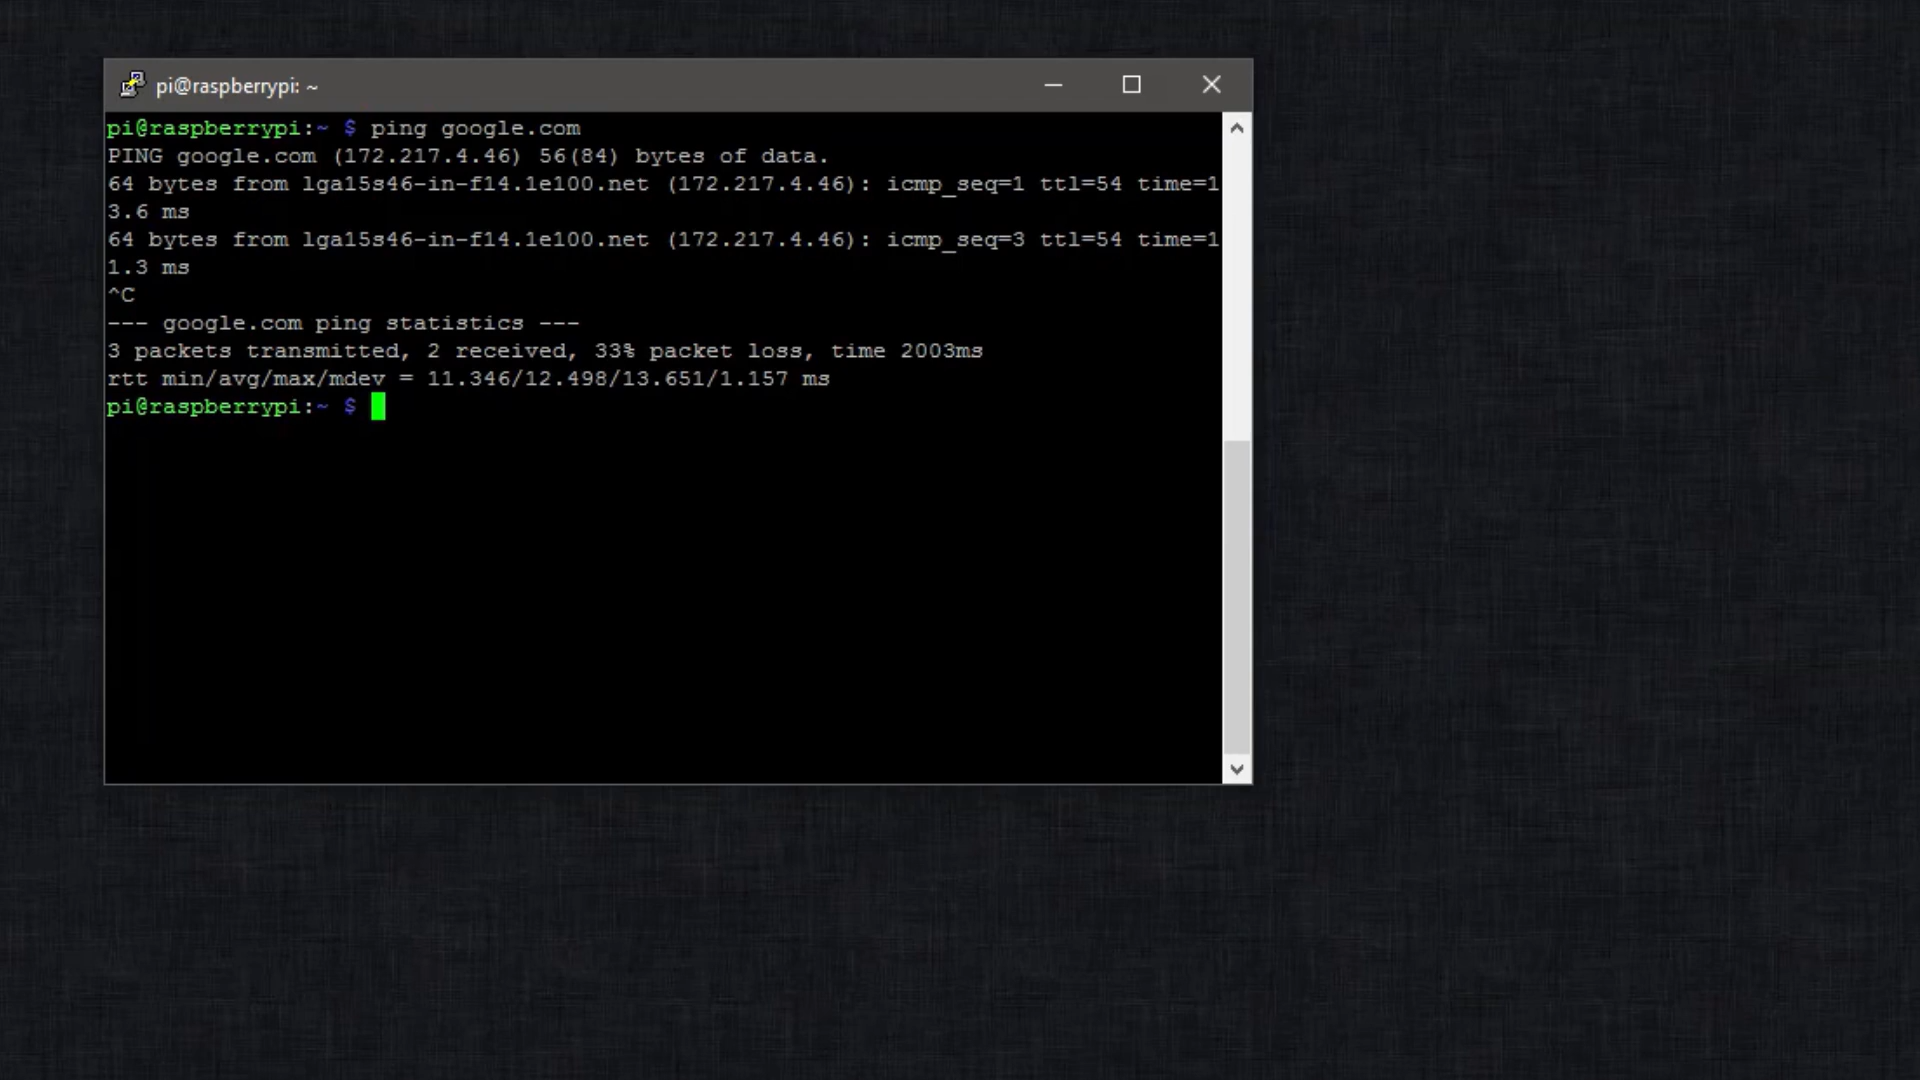 pi@raspberrypi: ~
pi@raspberrypi:~ $ ping google.com
PING google.com (172.217.4.46) 56(84) bytes of data.
64 bytes from lga15s46-in-f14.1e100.net (172.217.4.46): icmp_seq=1 ttl=54 time=1
3.6 ms
64 bytes from lga15s46-in-f14.1e100.net (172.217.4.46): icmp_seq=3 ttl=54 time=1
1.3 ms
^C
--- google.com ping statistics ---
3 packets transmitted, 2 received, 33% packet loss, time 2003ms
rtt min/avg/max/mdev = 11.346/12.498/13.651/1.157 ms
pi@raspberrypi:~ $